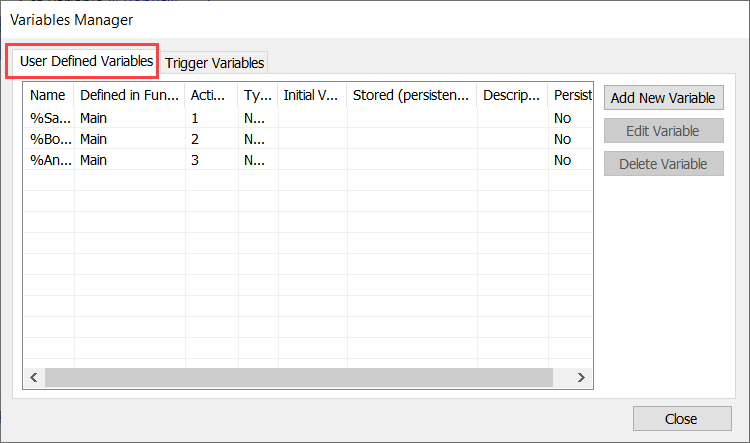 Variables Manager
User Defined Variables Trigger Variables
Name Defined in Fun... Acti... Ty... Initial V... Stored (persisten... Descrip... Persist
%Sa... Main 1 N... No
%Bo... Main 2 N... No
%An... Main 3 N... No
Add New Variable
Edit Variable
Delete Variable
Close